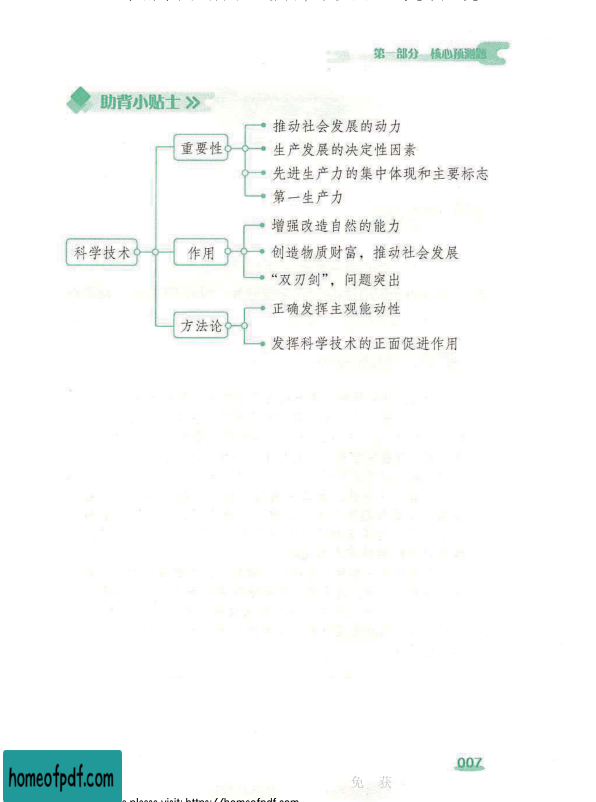 第一部分 核心预测题
助背小贴士
推动社会发展的动力
重要性
生产发展的决定性因素
先进生产力的集中体现和主要标志
第一生产力
增强改造自然的能力
科学技术
作用
创造物质财富，推动社会发展
“双刃剑”，问题突出
正确发挥主观能动性
方法论
发挥科学技术的正面促进作用
007
homeofpdf.com
免 获
please visit: https://homeofpdf.com